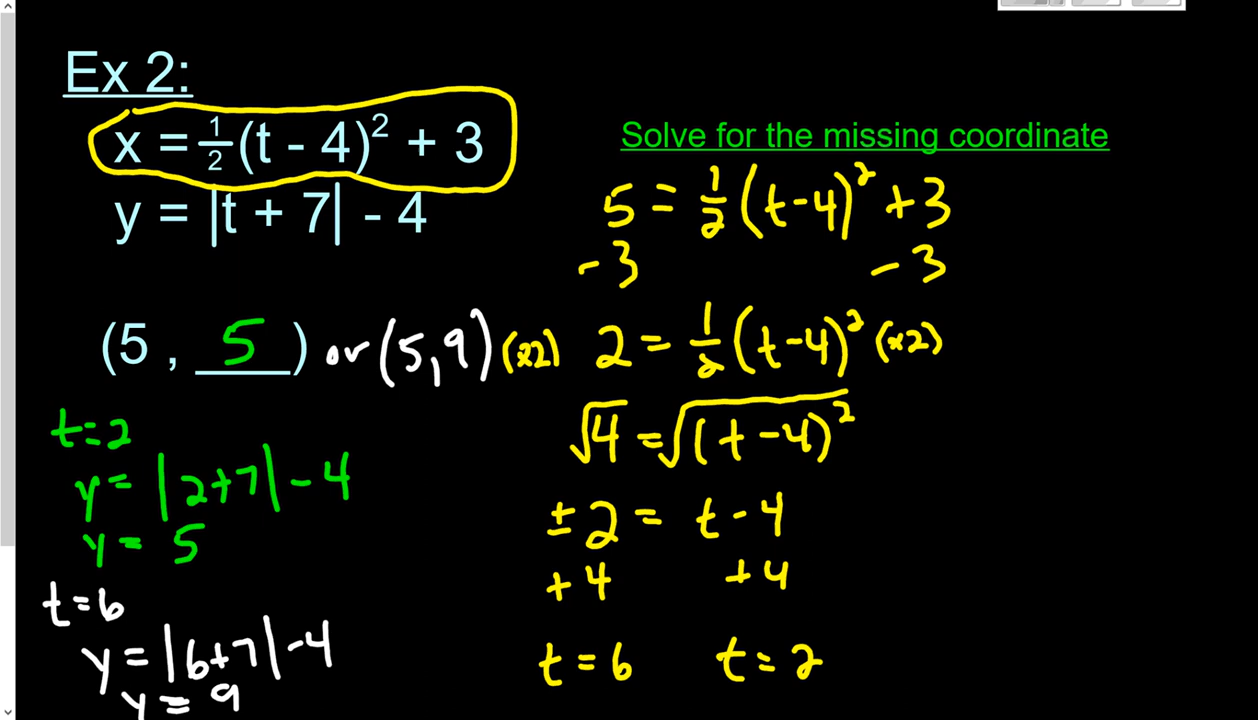 Ex 2:
x = ½(t - 4)² + 3
y = |t + 7| - 4
(5 , 5) or (5,9)
t=2
y= |2+7|-4
y= 5
t=6
y= |6+7|-4
y= 9
Solve for the missing coordinate
5 = ½(t-4)² +3
-3 -3
(x2) 2 = ½(t-4)² (x2)
√4 = √(t-4)²
±2 = t-4
+4 +4
t=6 t=2